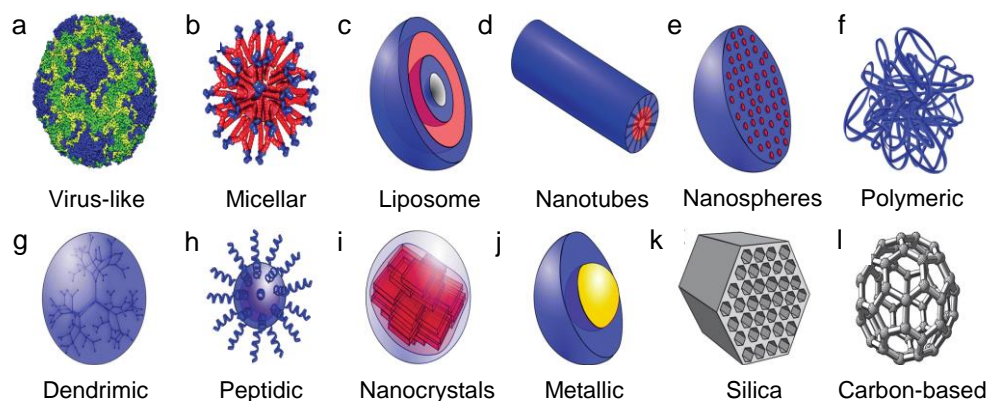 a b c d e f
Virus-like Micellar Liposome Nanotubes Nanospheres Polymeric
g h i j k l
Dendrimic Peptidic Nanocrystals Metallic Silica Carbon-based